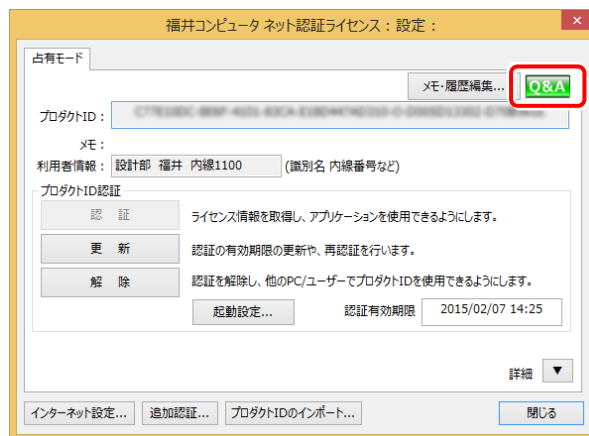 福井コンピュータ ネット認証ライセンス：設定：
占有モード
メモ・履歴編集... Q&A
プロダクトID：
メモ：
利用者情報： 設計部 福井 内線1100 (識別名 内線番号など)
プロダクトID認証
認 証 ライセンス情報を取得し、アプリケーションを使用できるようにします。
更 新 認証の有効期限の更新や、再認証を行います。
解 除 認証を解除し、他のPC/ユーザーでプロダクトIDを使用できるようにします。
起動設定... 認証有効期限 2015/02/07 14:25
詳細 ▼
インターネット設定... 追加認証... プロダクトIDのインポート... 閉じる